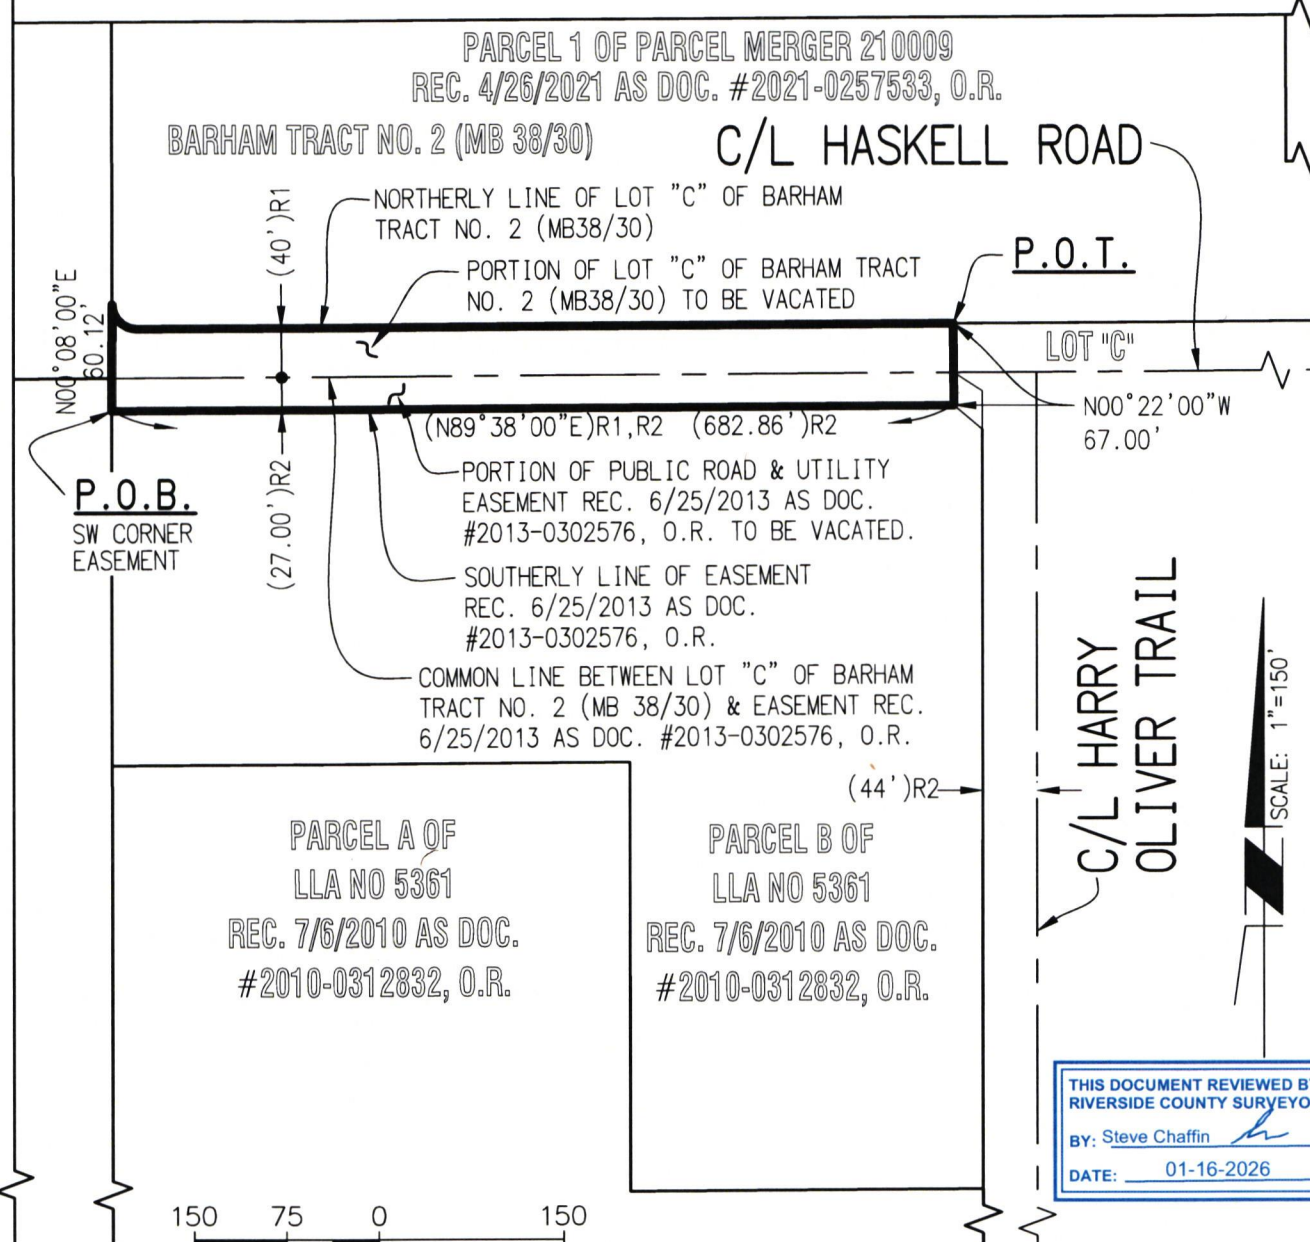 PARCEL 1 OF PARCEL MERGER 210009
REC. 4/26/2021 AS DOC. #2021-0257533, O.R.
BARHAM TRACT NO. 2 (MB 38/30)
C/L HASKELL ROAD
NORTHERLY LINE OF LOT "C" OF BARHAM
TRACT NO. 2 (MB38/30)
(40')R1
PORTION OF LOT "C" OF BARHAM TRACT
NO. 2 (MB38/30) TO BE VACATED
P.O.T.
N00°08'00"E
60.12'
LOT "C"
N00°22'00"W
67.00'
(N89°38'00"E)R1,R2 (682.86')R2
P.O.B.
SW CORNER
EASEMENT
(27.00')R2
PORTION OF PUBLIC ROAD & UTILITY
EASEMENT REC. 6/25/2013 AS DOC.
#2013-0302576, O.R. TO BE VACATED.
SOUTHERLY LINE OF EASEMENT
REC. 6/25/2013 AS DOC.
#2013-0302576, O.R.
COMMON LINE BETWEEN LOT "C" OF BARHAM
TRACT NO. 2 (MB 38/30) & EASEMENT REC.
6/25/2013 AS DOC. #2013-0302576, O.R.
(44')R2
C/L HARRY
OLIVER TRAIL
SCALE: 1"=150'
PARCEL A OF
LLA NO 5361
REC. 7/6/2010 AS DOC.
#2010-0312832, O.R.
PARCEL B OF
LLA NO 5361
REC. 7/6/2010 AS DOC.
#2010-0312832, O.R.
THIS DOCUMENT REVIEWED B
RIVERSIDE COUNTY SURVEYO
BY: Steve Chaffin
DATE: 01-16-2026
150 75 0 150